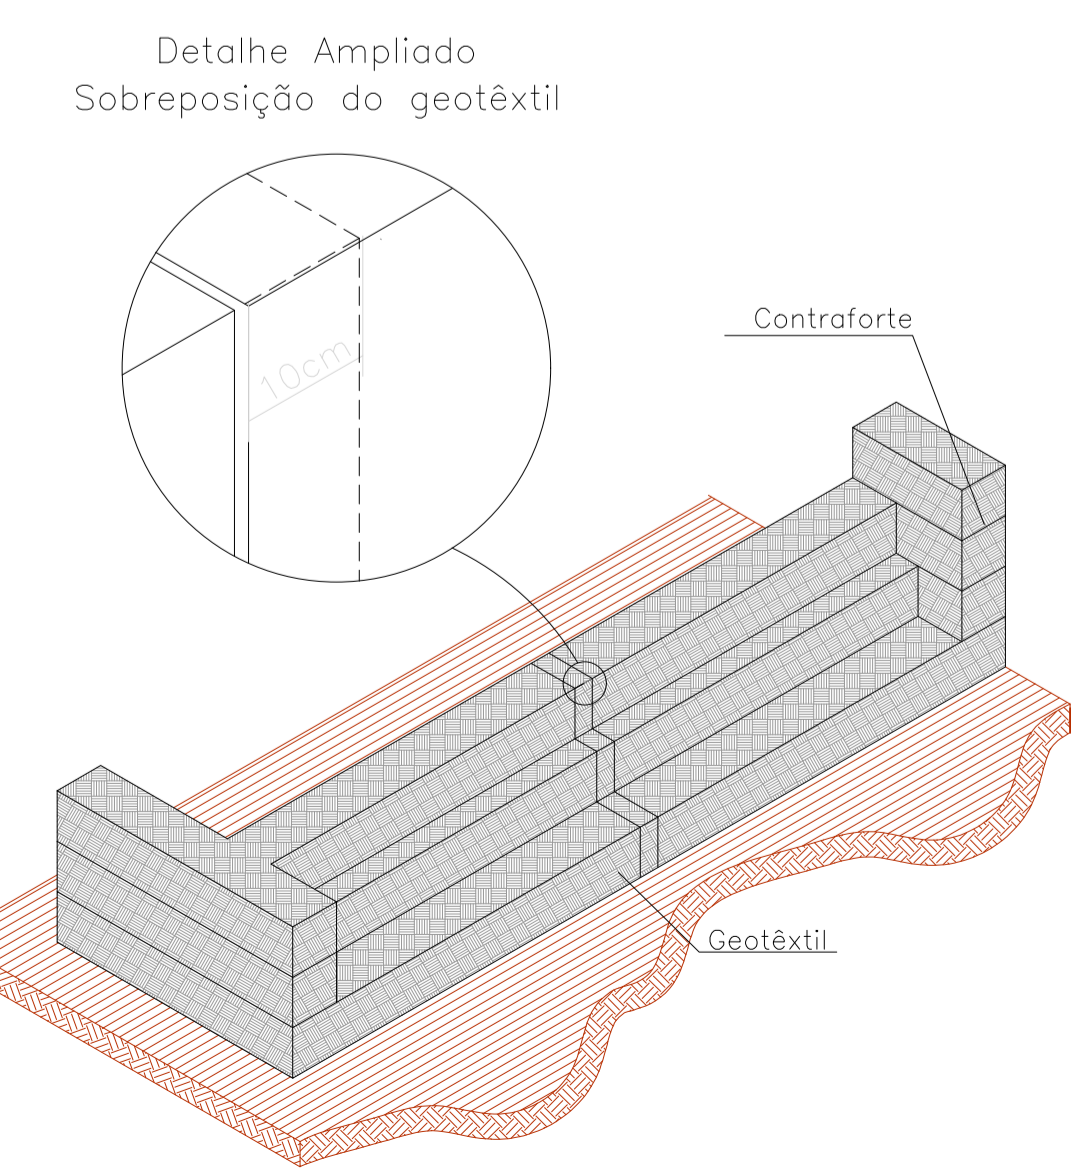 Detalhe Ampliado
Sobreposição do geotêxtil
10cm
Contraforte
Geotêxtil